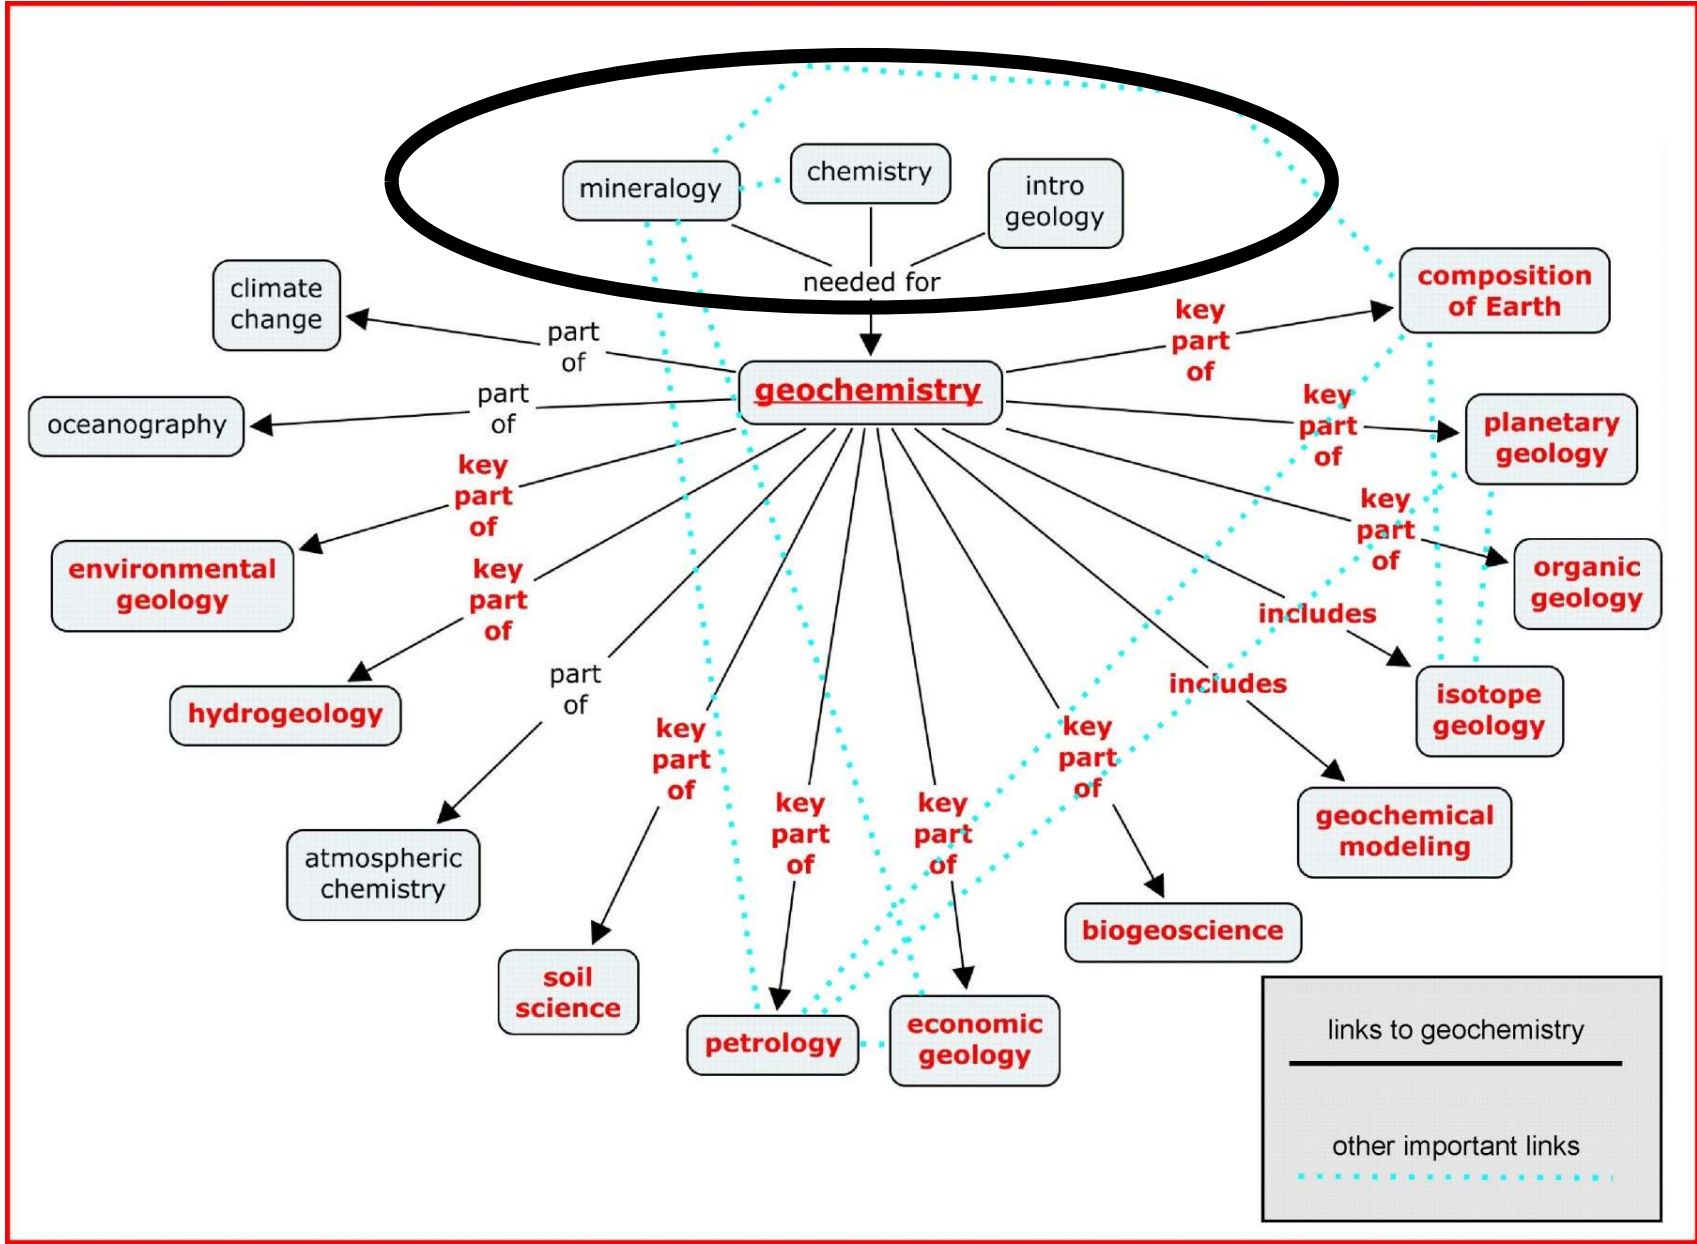 mineralogy
chemistry
intro
geology
needed for
climate
change
part
of
composition
of Earth
key
part
of
geochemistry
oceanography
part
of
key
part
of
planetary
geology
environmental
geology
key
part
of
key
part
of
organic
geology
hydrogeology
key
part
of
includes
isotope
geology
atmospheric
chemistry
part
of
includes
geochemical
modeling
soil
science
key
part
of
petrology
key
part
of
economic
geology
key
part
of
biogeoscience
key
part
of
links to geochemistry
other important links